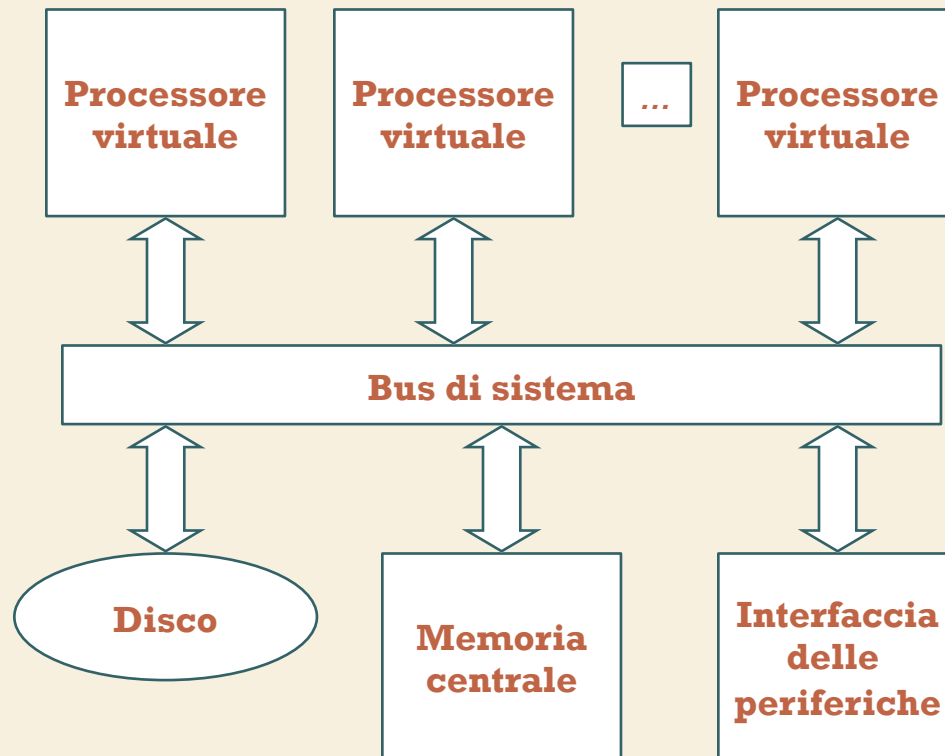 Processore
virtuale
Processore
virtuale
...
Processore
virtuale
Bus di sistema
Disco
Memoria
centrale
Interfaccia
delle
periferiche